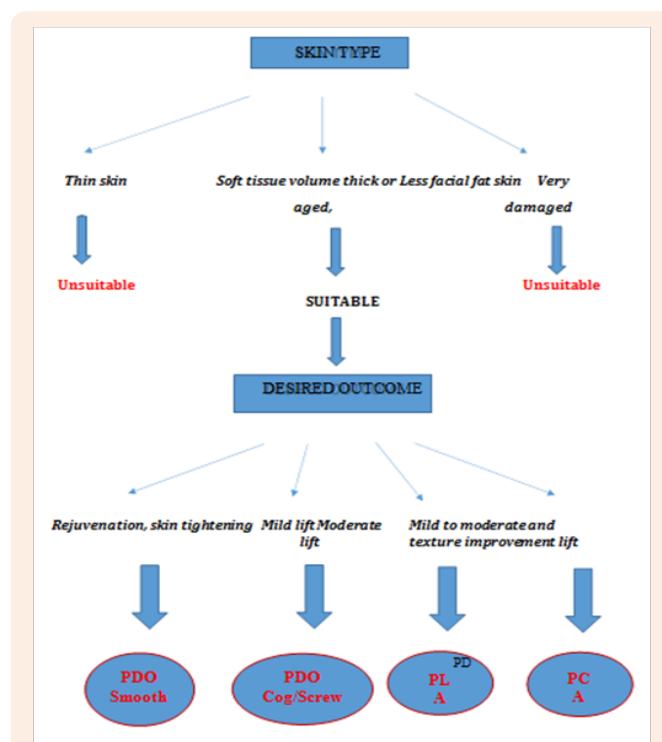 SKIN/TYPE
Thin skin
Soft tissue volume thick or Less facial fat skin
aged,
Very
damaged
Unsuitable
SUITABLE
Unsuitable
DESIRED/OUTCOME
Rejuvenation, skin tightening
Mild lift Moderate
lift
Mild to moderate and
texture improvement lift
PDO
Smooth
PDO
Cog/Screw
PD
PL
A
PC
A